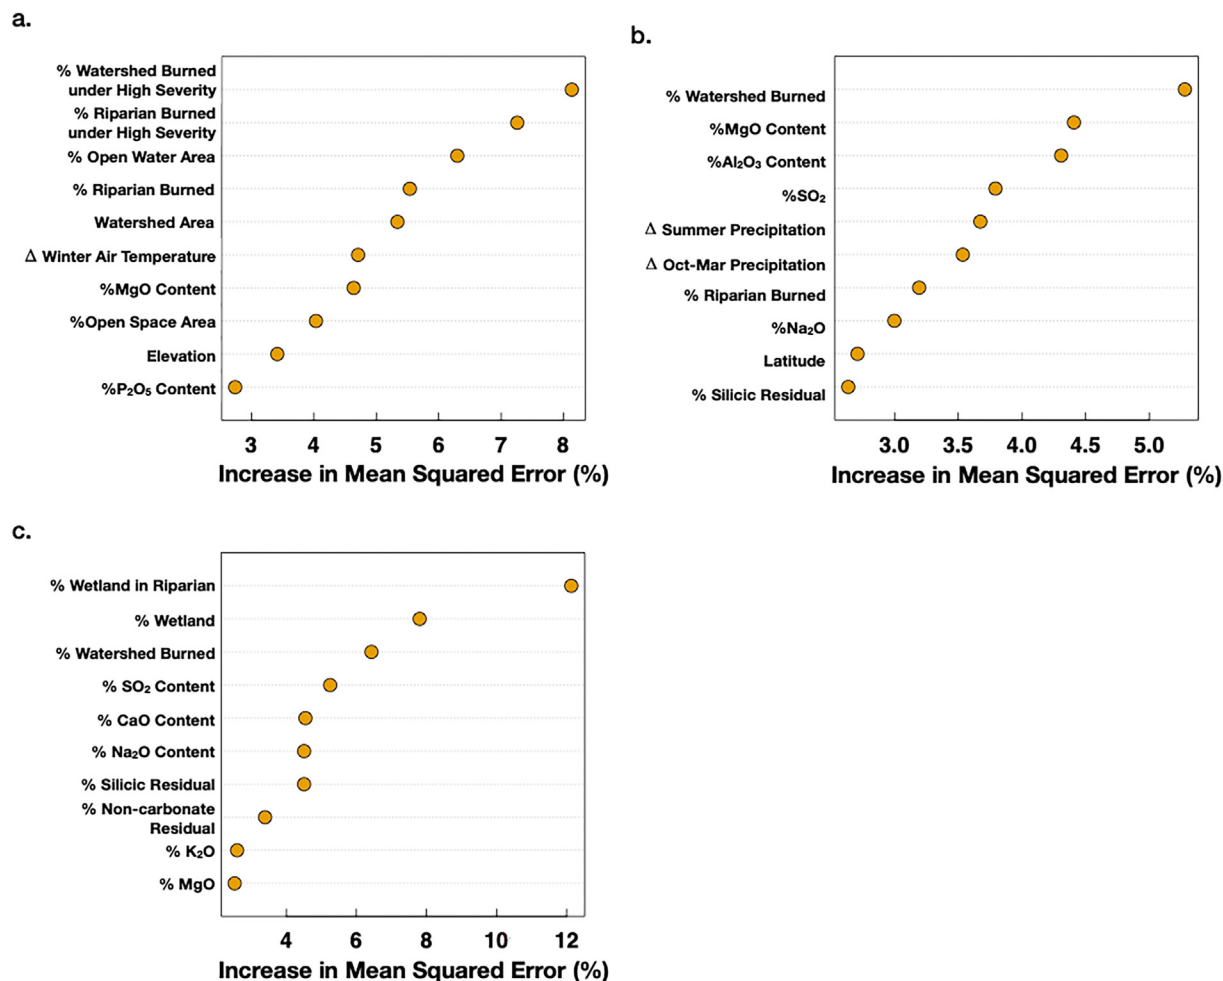 a.
% Watershed Burned
under High Severity
% Riparian Burned
under High Severity
% Open Water Area
% Riparian Burned
Watershed Area
Δ Winter Air Temperature
%MgO Content
%Open Space Area
Elevation
%P₂O₅ Content
3 4 5 6 7 8
Increase in Mean Squared Error (%)
b.
% Watershed Burned
%MgO Content
%Al₂O₃ Content
%SO₂
Δ Summer Precipitation
Δ Oct-Mar Precipitation
% Riparian Burned
%Na₂O
Latitude
% Silicic Residual
3.0 3.5 4.0 4.5 5.0
Increase in Mean Squared Error (%)
c.
% Wetland in Riparian
% Wetland
% Watershed Burned
% SO₂ Content
% CaO Content
% Na₂O Content
% Silicic Residual
% Non-carbonate
Residual
% K₂O
% MgO
4 6 8 10 12
Increase in Mean Squared Error (%)